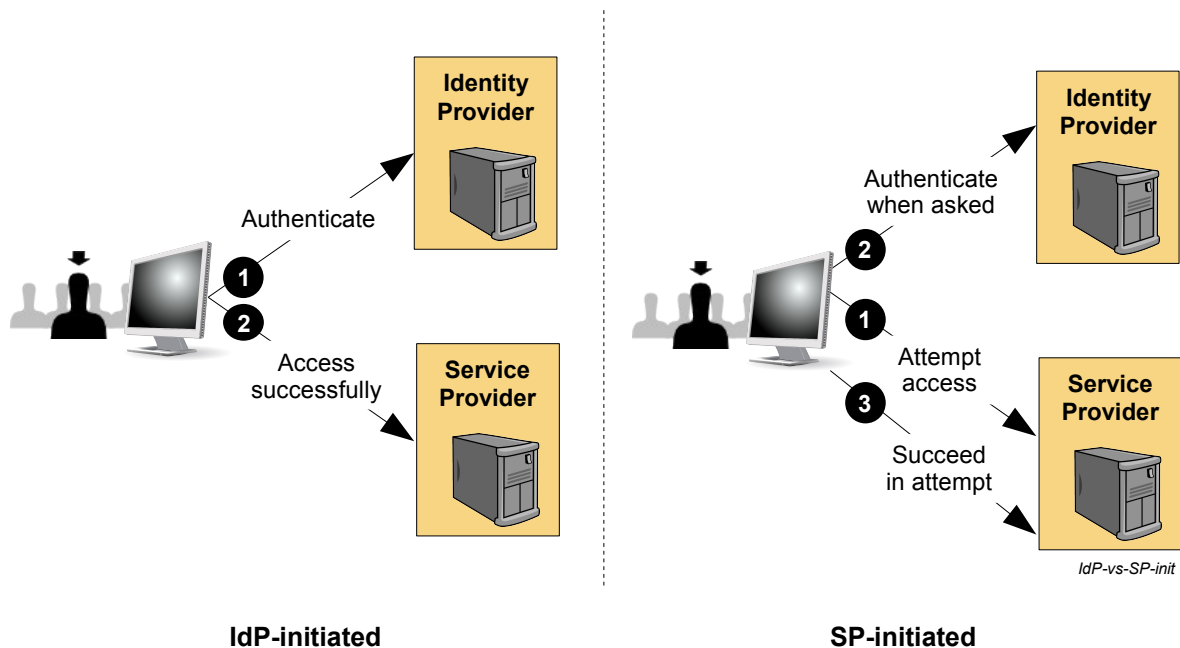 Identity
Provider
Authenticate
1
2
Access
successfully
Service
Provider
IdP-initiated
Identity
Provider
Authenticate
when asked
2
1
Attempt
access
3
Succeed
in attempt
Service
Provider
IdP-vs-SP-init
SP-initiated